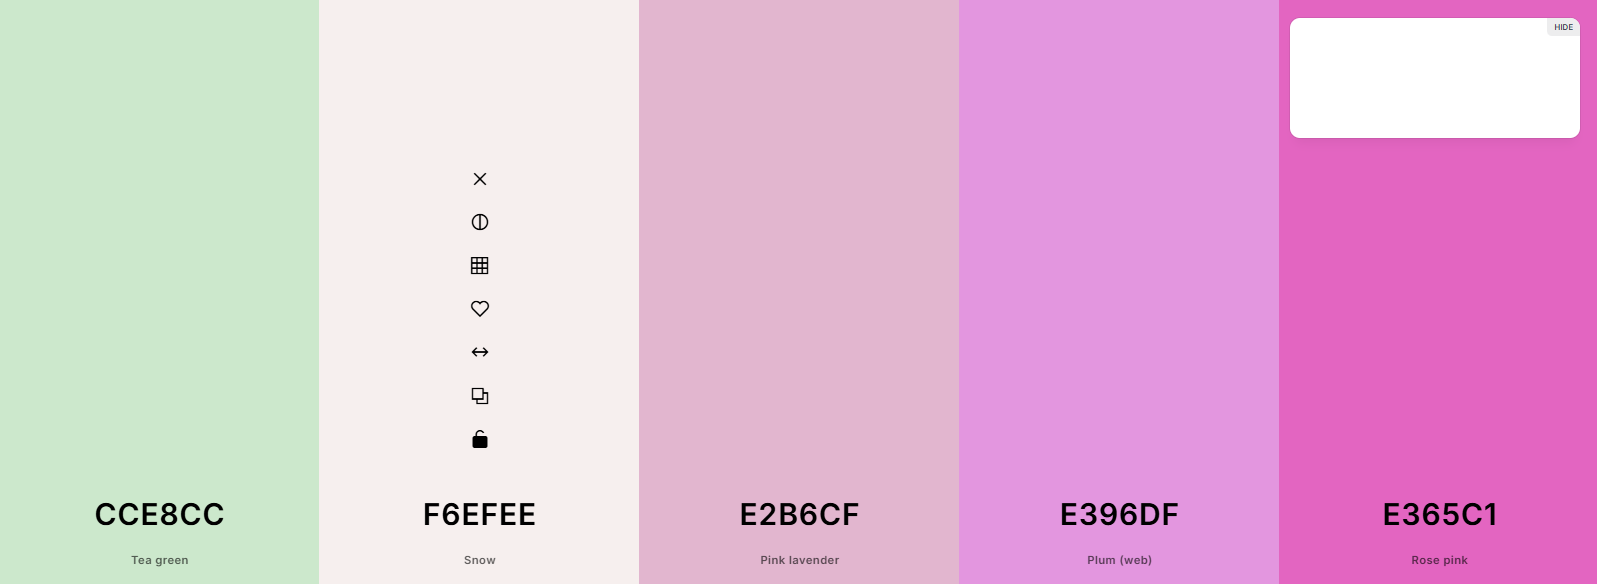 HIDE
CCE8CC
F6EFEE
E2B6CF
E396DF
E365C1
Tea green
Snow
Pink lavender
Plum (web)
Rose pink